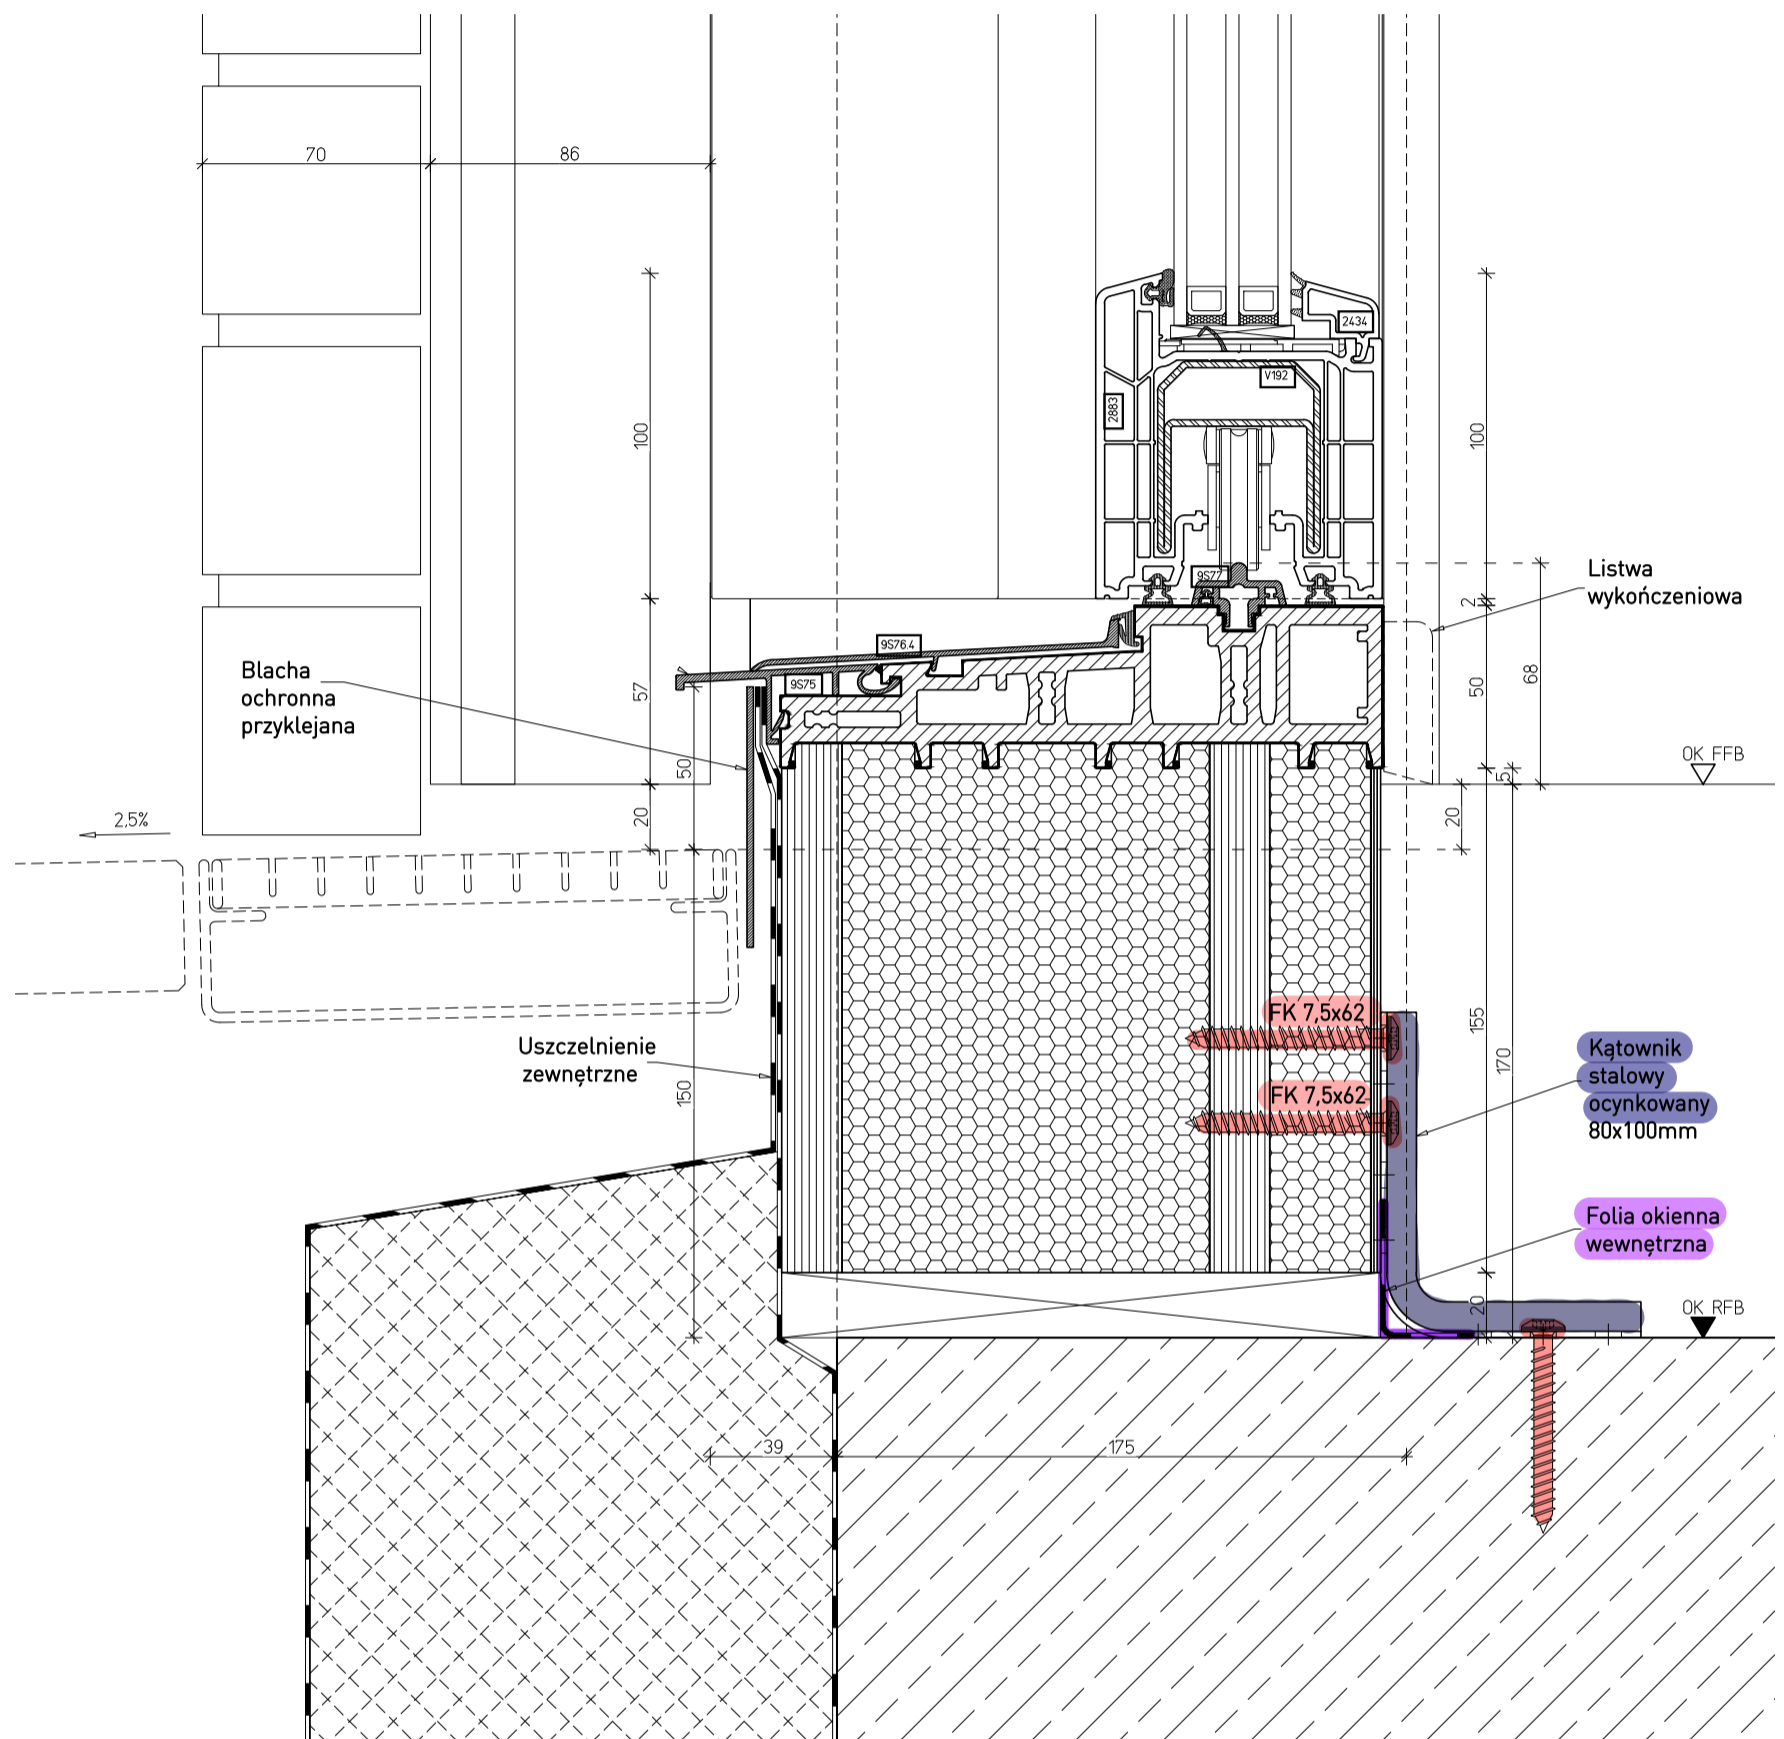 70
86
2434
V192
2883
100
100
9S77
2
Listwa
wykończeniowa
9S76.4
9S75
Blacha
ochronna
przyklejana
57
50
68
50
OK FFB
5
20
20
2,5%
FK 7,5x62
FK 7,5x62
Uszczelnienie
zewnętrzne
150
155
170
Kątownik
stalowy
ocynkowany
80x100mm
Folia okienna
wewnętrzna
20
OK RFB
39
175